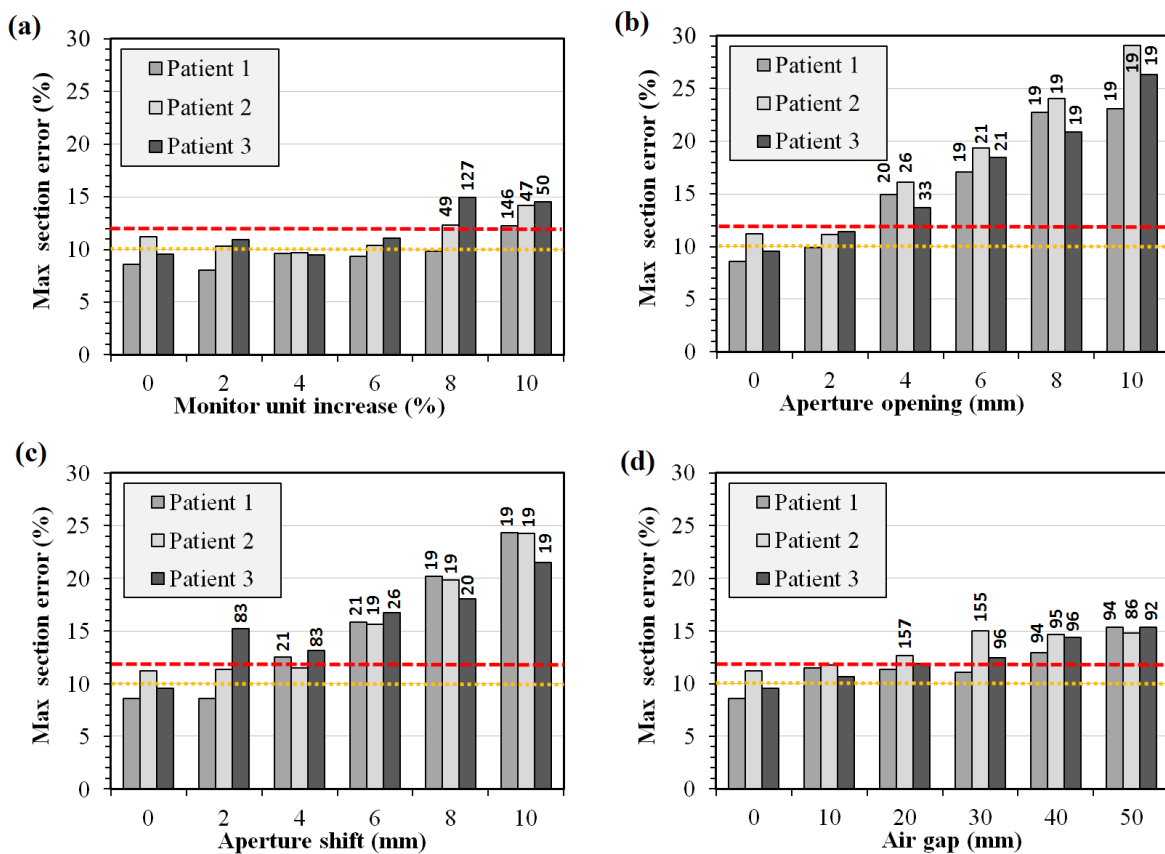 (a)
Max section error (%)
30
25
20
15
10
5
0
Patient 1
Patient 2
Patient 3
49
127
146
47
50
0 2 4 6 8 10
Monitor unit increase (%)
(b)
Max section error (%)
30
25
20
15
10
5
0
Patient 1
Patient 2
Patient 3
20
26
33
19
21
21
19
19
19
19
19
19
0 2 4 6 8 10
Aperture opening (mm)
(c)
Max section error (%)
30
25
20
15
10
5
0
Patient 1
Patient 2
Patient 3
83
21
83
21
19
26
19
19
20
19
19
19
0 2 4 6 8 10
Aperture shift (mm)
(d)
Max section error (%)
30
25
20
15
10
5
0
Patient 1
Patient 2
Patient 3
157
155
96
94
95
96
94
86
92
0 10 20 30 40 50
Air gap (mm)